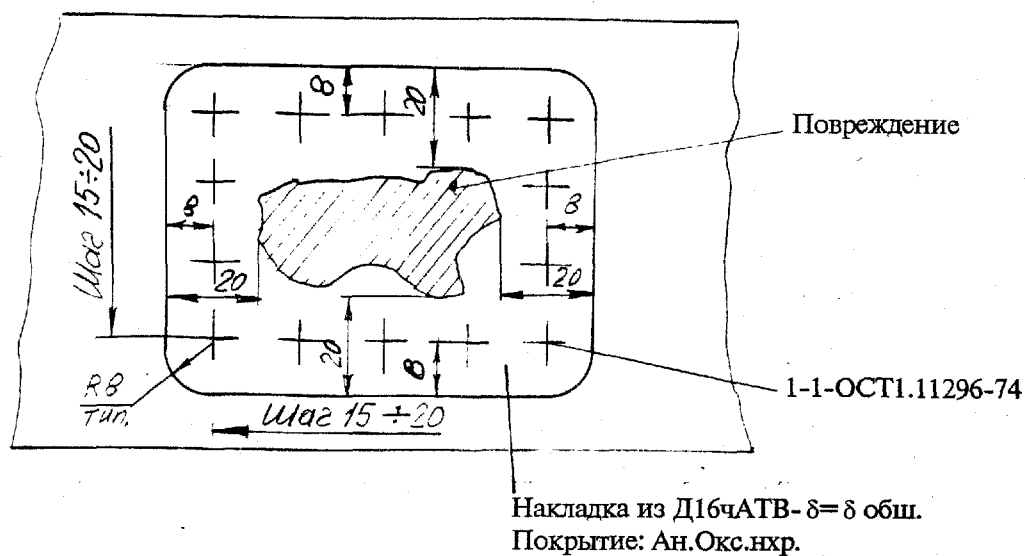 8
20
Повреждение
Шаг 15÷20
8
8
20
20
20
8
R8
тип.
Шаг 15÷20
1-1-ОСТ1.11296-74
Накладка из Д16чАТВ- δ= δ обш.
Покрытие: Ан.Окс.нхр.